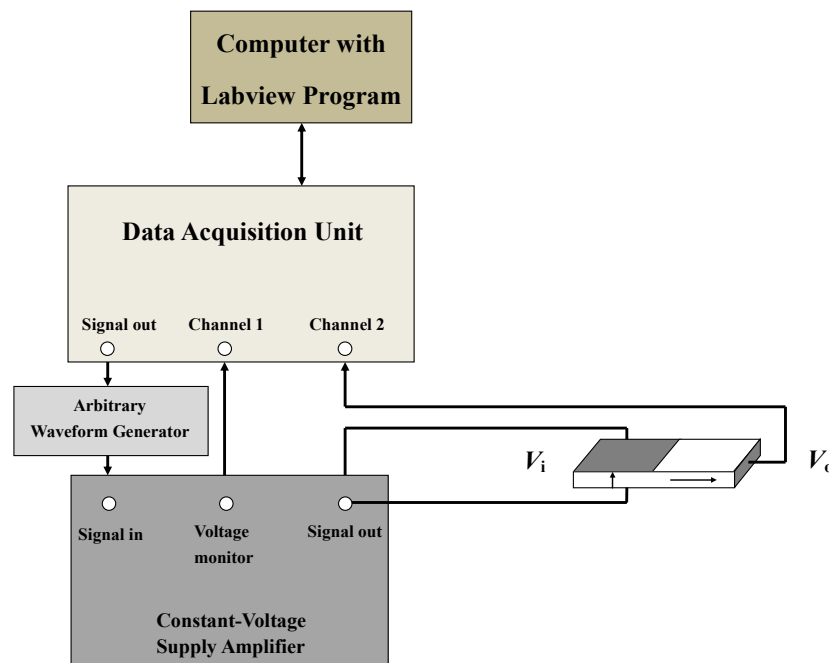 Computer with
Labview Program
Data Acquisition Unit
Signal out
Channel 1
Channel 2
Arbitrary
Waveform Generator
Vi
Vo
Signal in
Voltage
monitor
Signal out
Constant-Voltage
Supply Amplifier